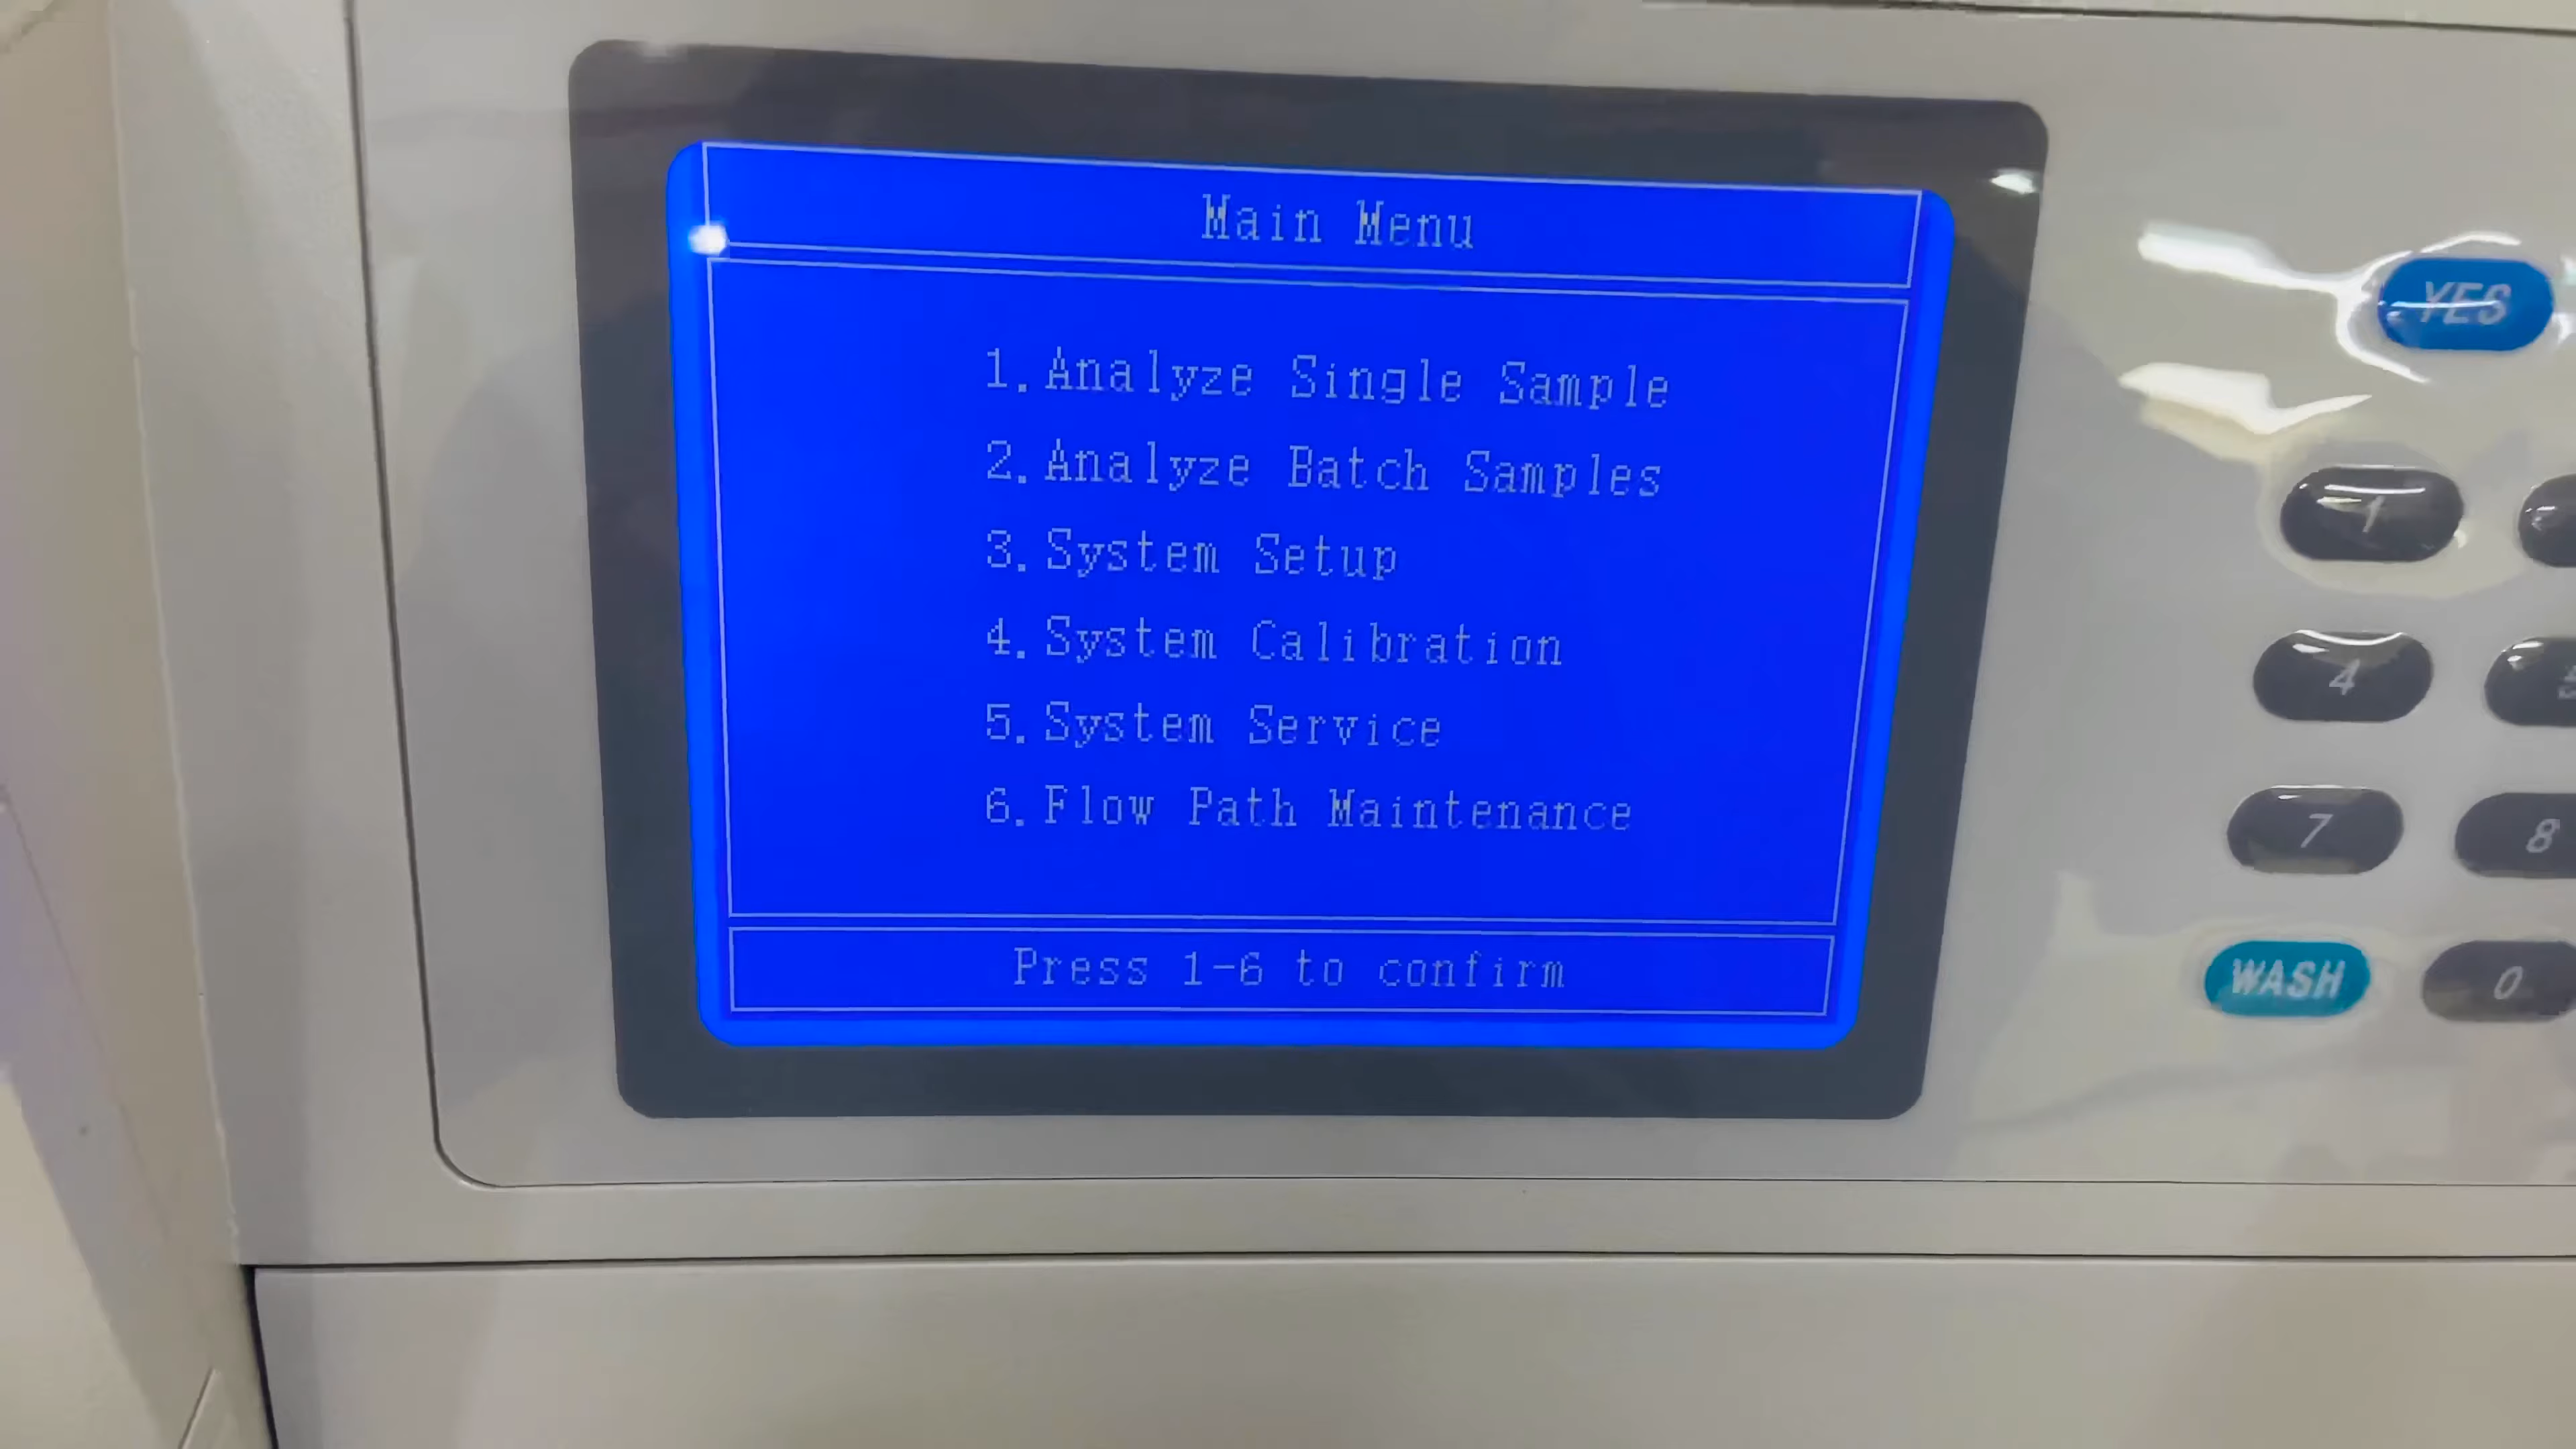 Main Menu
1.Analyze Single Sample
2.Analyze Batch Samples
3.System Setup
4.System Calibration
5.System Service
6.Flow Path Maintenance
Press 1-6 to confirm
YES
1
4
7
8
WASH
0